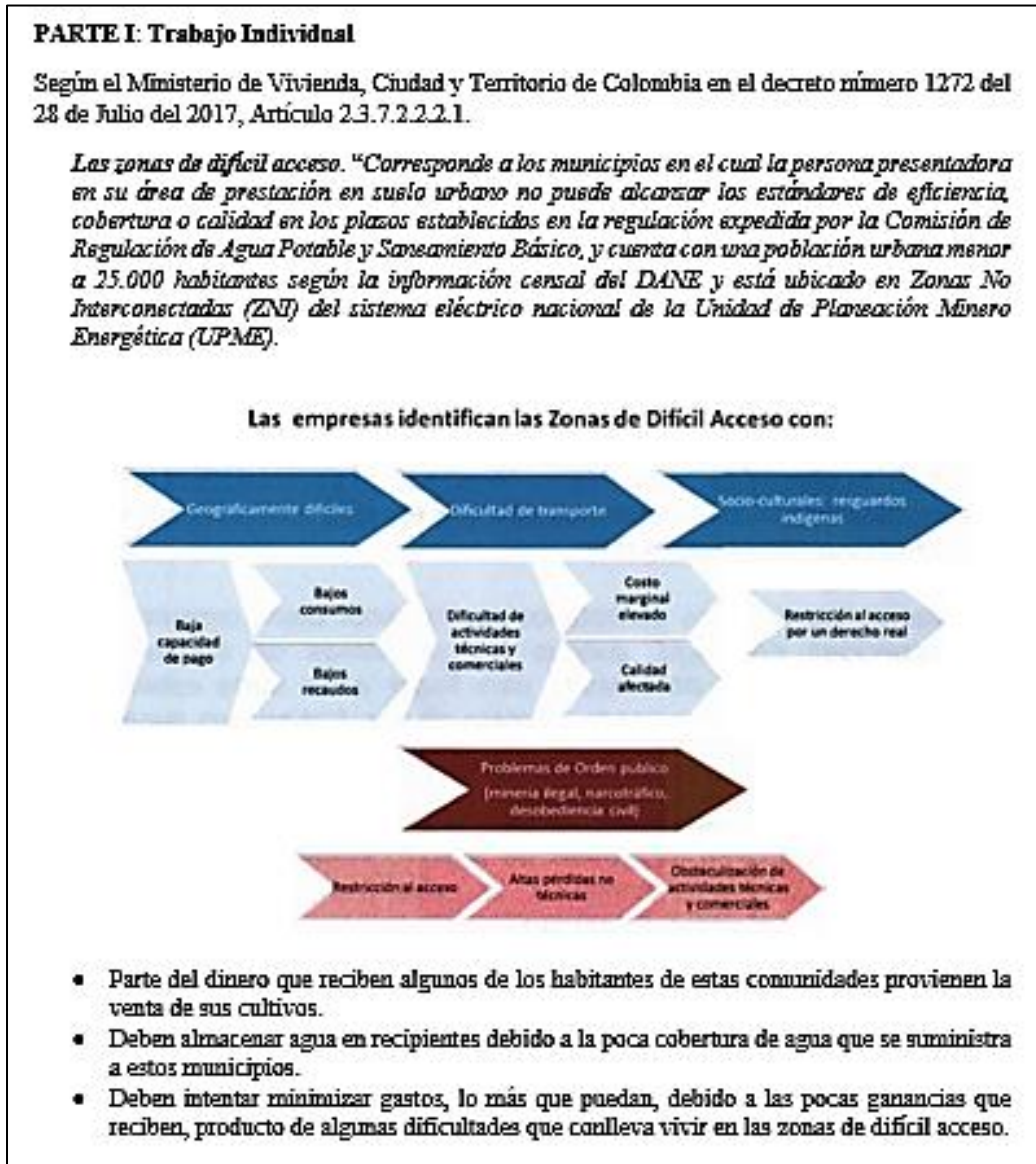 PARTE I: Trabajo Individual
Según el Ministerio de Vivienda, Ciudad y Territorio de Colombia en el decreto número 1272 del
28 de Julio del 2017, Artículo 2.3.7.2.2.2.1.
Las zonas de difícil acceso. “Corresponde a los municipios en el cual la persona presentadora
en su área de prestación en suelo urbano no puede alcanzar los estándares de eficiencia,
cobertura o calidad en los plazos establecidos en la regulación expedida por la Comisión de
Regulación de Agua Potable y Saneamiento Básico, y cuenta con una población urbana menor
a 25.000 habitantes según la información censal del DANE y está ubicado en Zonas No
Interconectadas (ZNI) del sistema eléctrico nacional de la Unidad de Planeación Minero
Energética (UPME).
Las empresas identifican las Zonas de Difícil Acceso con:
Geograficamente dificiles
Dificultad de transporte
Socio-culturales: resguardos
indigenas
Baja
capacidad
de pago
Bajos
consumos
Bajos
recaudos
Dificultad de
actividades
técnicas y
comerciales
Costo
marginal
elevado
Calidad
afectada
Restricción al acceso
por un derecho real
Problemas de Orden publico
(minería ilegal, narcotráfico,
desobediencia civil)
Restricción al acceso
Altas pérdidas no
técnicas
Obstaculización de
actividades técnicas
y comerciales
• Parte del dinero que reciben algunos de los habitantes de estas comunidades provienen la
venta de sus cultivos.
• Deben almacenar agua en recipientes debido a la poca cobertura de agua que se suministra
a estos municipios.
• Deben intentar minimizar gastos, lo más que puedan, debido a las pocas ganancias que
reciben, producto de algunas dificultades que conlleva vivir en las zonas de difícil acceso.